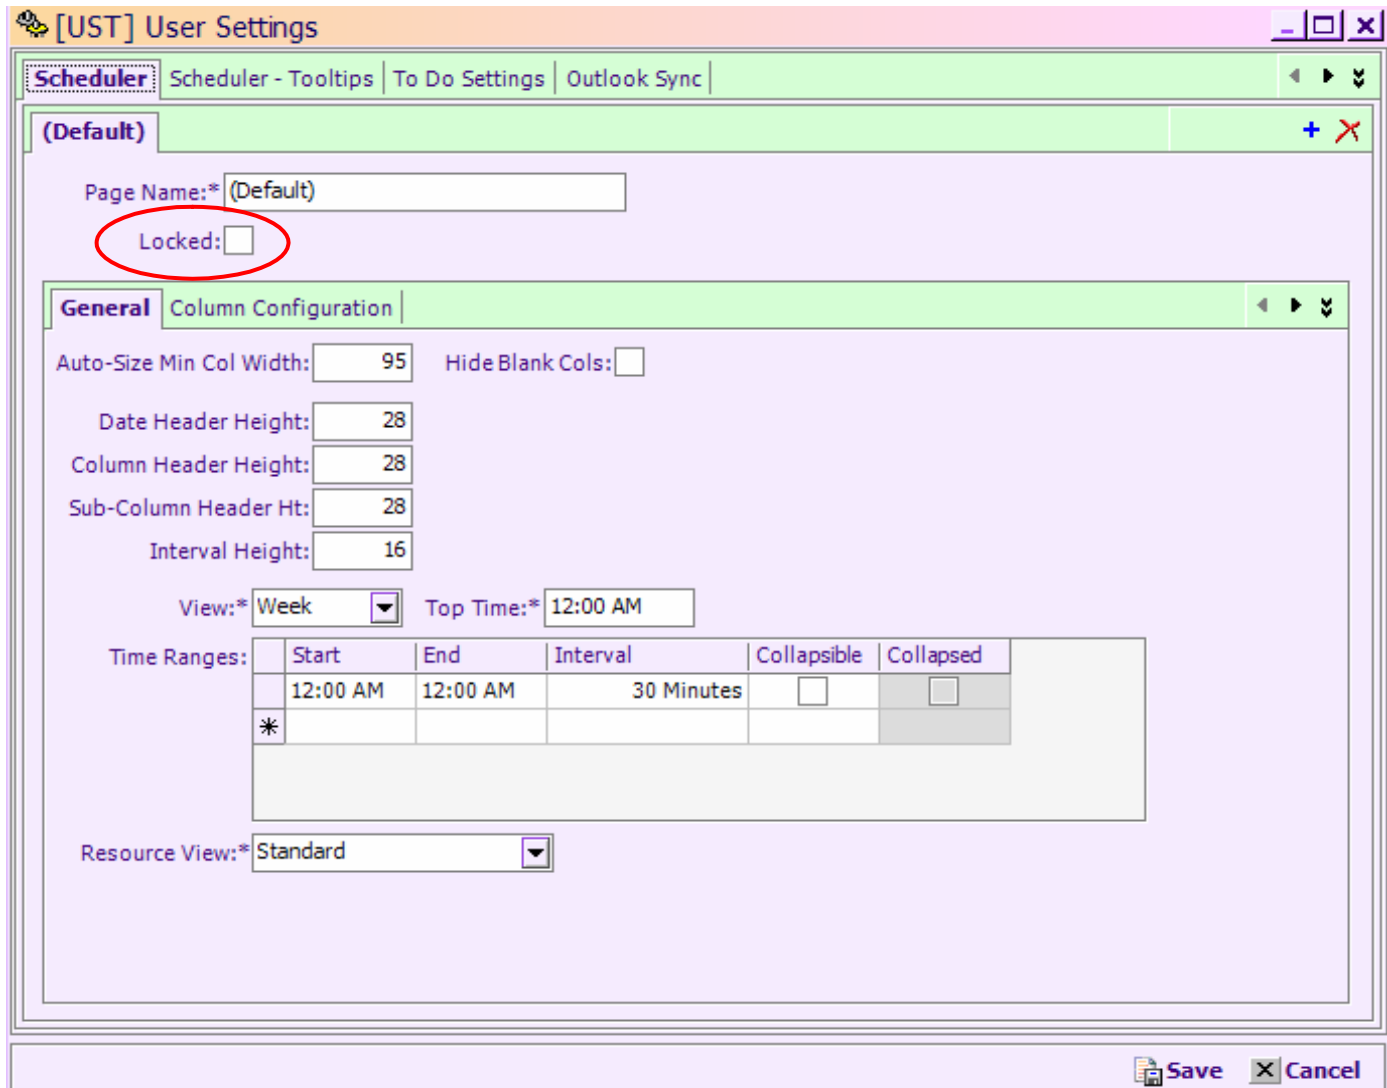 [UST] User Settings
Scheduler Scheduler - Tooltips To Do Settings Outlook Sync
(Default)
Page Name:* (Default)
Locked:
General Column Configuration
Auto-Size Min Col Width: 95 Hide Blank Cols:
Date Header Height: 28
Column Header Height: 28
Sub-Column Header Ht: 28
Interval Height: 16
View:* Week Top Time:* 12:00 AM
Time Ranges: Start End Interval Collapsible Collapsed
12:00 AM 12:00 AM 30 Minutes
Resource View:* Standard
Save Cancel